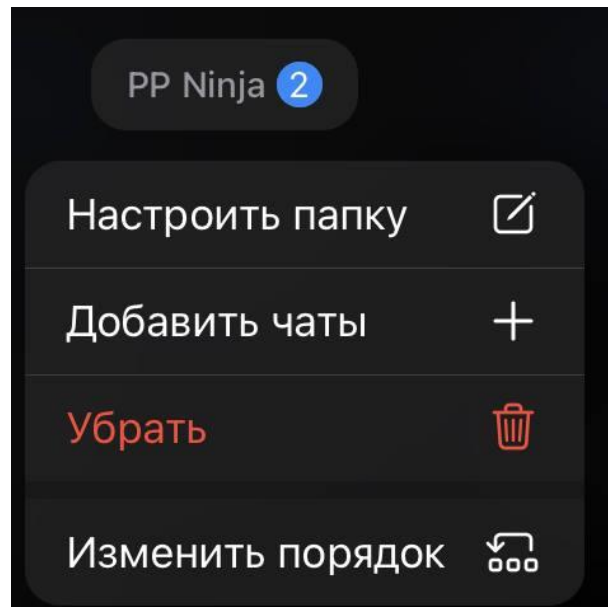 PP Ninja 2
Настроить папку
Добавить чаты
Убрать
Изменить порядок